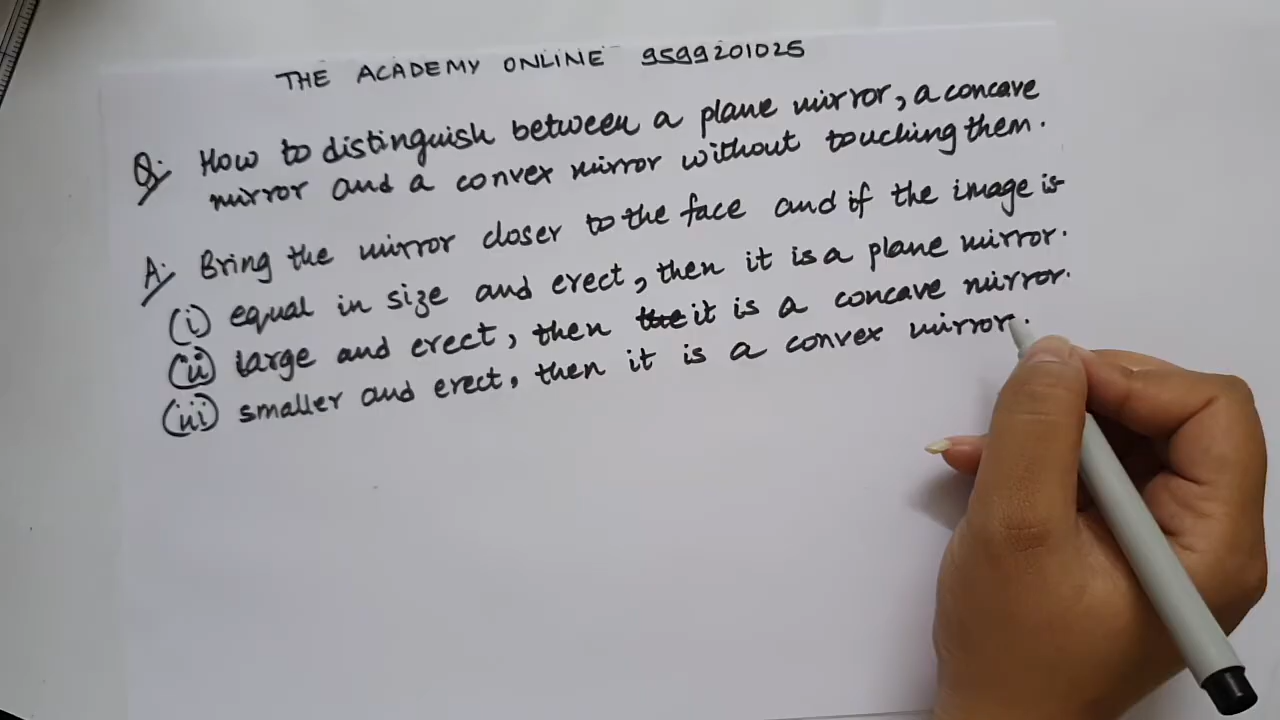 THE ACADEMY ONLINE 9599201025
Q: How to distinguish between a plane mirror, a concave
mirror and a convex mirror without touching them.
A: Bring the mirror closer to the face and if the image is
(i) equal in size and erect, then it is a plane mirror.
(ii) large and erect, then it is a concave mirror.
(iii) smaller and erect, then it is a convex mirror.